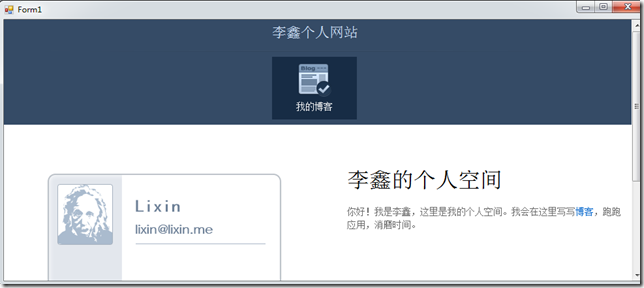 Form1
李鑫个人网站
Blog
我的博客
李鑫的个人空间
你好！我是李鑫，这里是我的个人空间。我会在这里写写博客，跑跑
应用，消磨时间。
Lixin
lixin@lixin.me